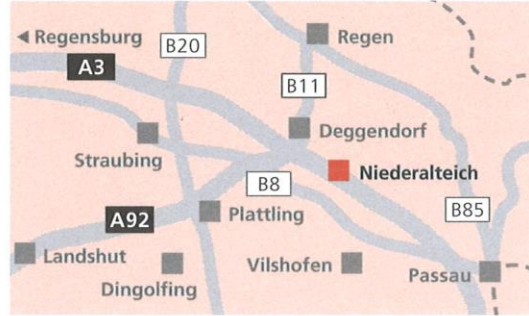 Regensburg
B20
Regen
A3
B11
Deggendorf
Straubing
Niederalteich
B8
A92
Plattling
B85
Landshut
Vilshofen
Passau
Dingolfing